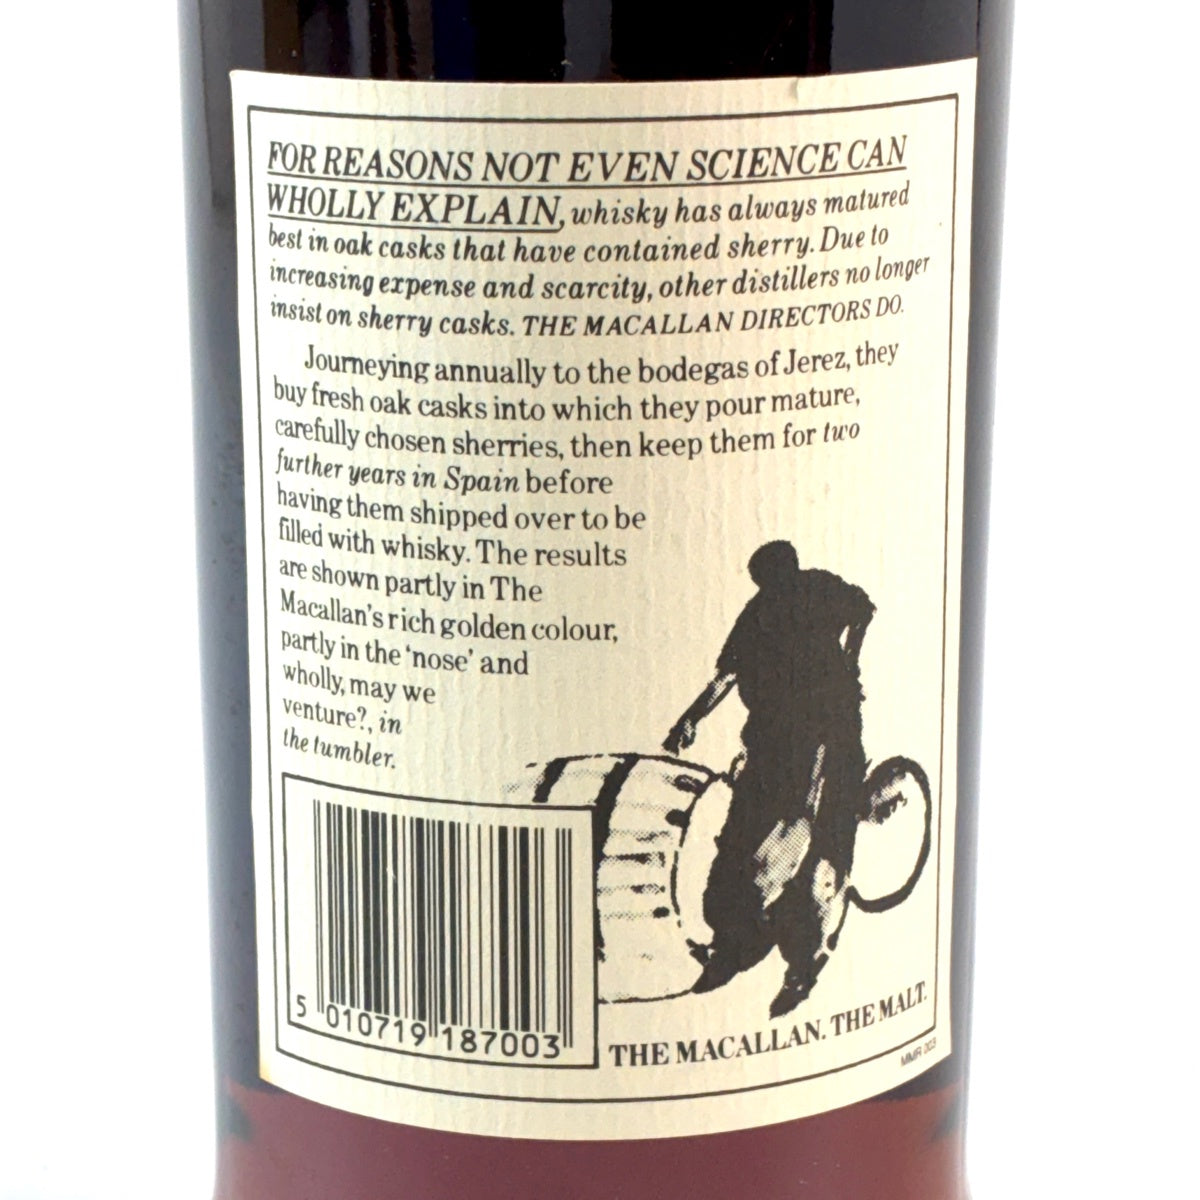 FOR REASONS NOT EVEN SCIENCE CAN
WHOLLY EXPLAIN, whisky has always matured
best in oak casks that have contained sherry. Due to
increasing expense and scarcity, other distillers no longer
insist on sherry casks. THE MACALLAN DIRECTORS DO.
Journeying annually to the bodegas of Jerez, they
buy fresh oak casks into which they pour mature,
carefully chosen sherries, then keep them for two
further years in Spain before
having them shipped over to be
filled with whisky. The results
are shown partly in The
Macallan's rich golden colour,
partly in the 'nose' and
wholly, may we
venture?, in
the tumbler.
5 010719 187003
THE MACALLAN. THE MALT.
MMR 003